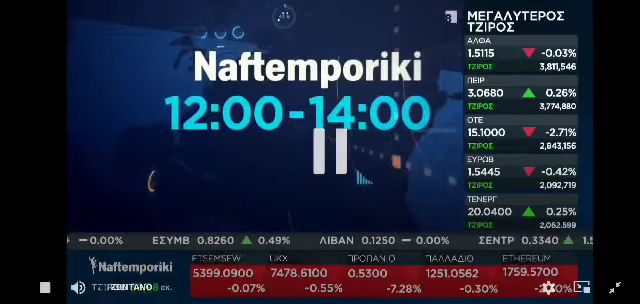 ΜΕΓΑΛΥΤΕΡΟΣ
ΤΖΙΡΟΣ
Naftemporiki
12:00-14:00
ΑΛΦΑ
1.5115 -0.03%
ΤΖΙΡΟΣ 3,811,546
ΠΕΙΡ
3.0680 0.26%
ΤΖΙΡΟΣ 3,774,880
ΟΤΕ
15.1000 -2.71%
ΤΖΙΡΟΣ 2,843,156
ΕΥΡΩΒ
1.5445 -0.42%
ΤΖΙΡΟΣ 2,092,719
ΤΕΝΕΡΓ
20.0400 0.25%
ΤΖΙΡΟΣ 2,062,599
-0.00% ΕΣΥΜΒ 0.8260 0.49% ΛΙΒΑΝ 0.1250 -0.00% ΣΕΝΤΡ 0.3340
Naftemporiki
FTSEMSFW UKX ΠΡΟΠΑΝΙΟ ΠΑΛΛΑΔΙΟ ETHEREUM
5399.0900 7478.6100 0.5300 1251.0562 1759.5700
-0.07% -0.55% -7.28% -0.30%
ΖΩΝΤΑΝΟ